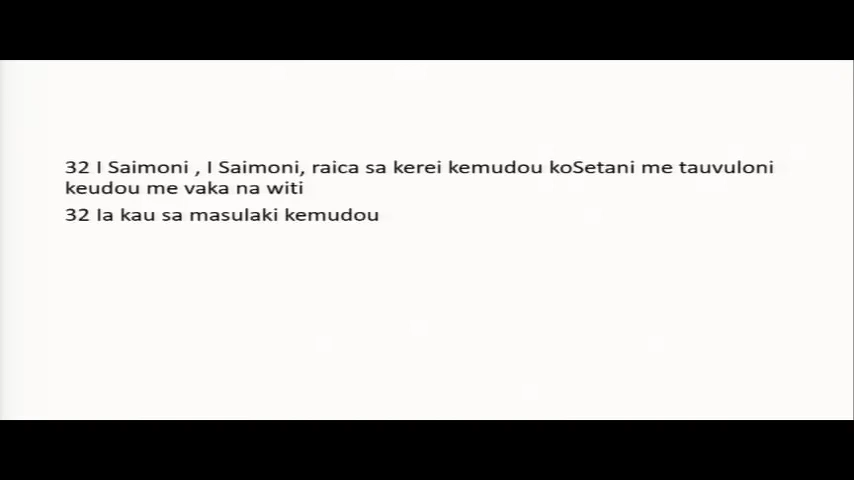 32 I Saimoni , I Saimoni, raica sa kerei kemudou koSetani me tauvuloni
keudou me vaka na witi
32 Ia kau sa masulaki kemudou